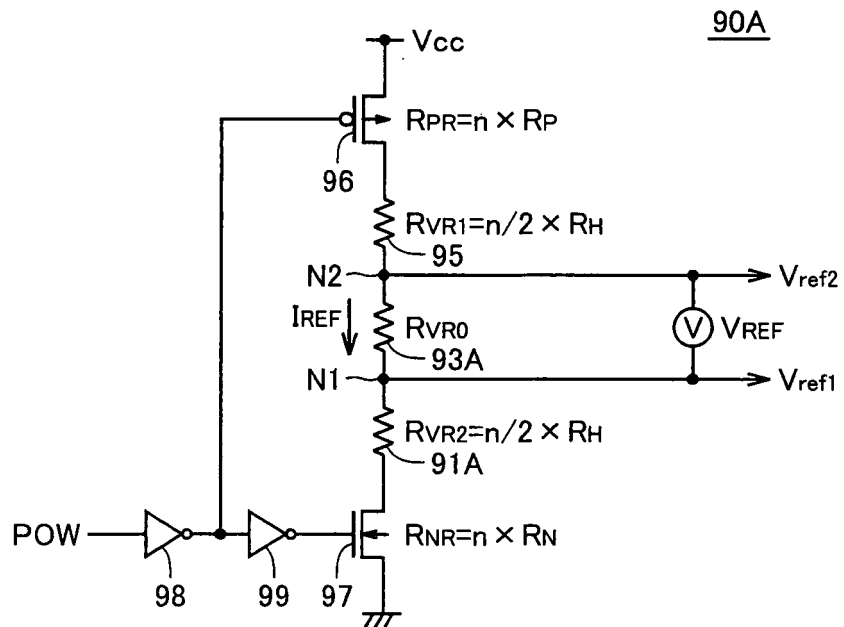 90A
Vcc
RPR=n × RP
96
RVR1=n/2 × RH
95
N2
Vref2
IREF
RVR0
V
VREF
93A
N1
Vref1
RVR2=n/2 × RH
91A
POW
RNR=n × RN
98
99
97